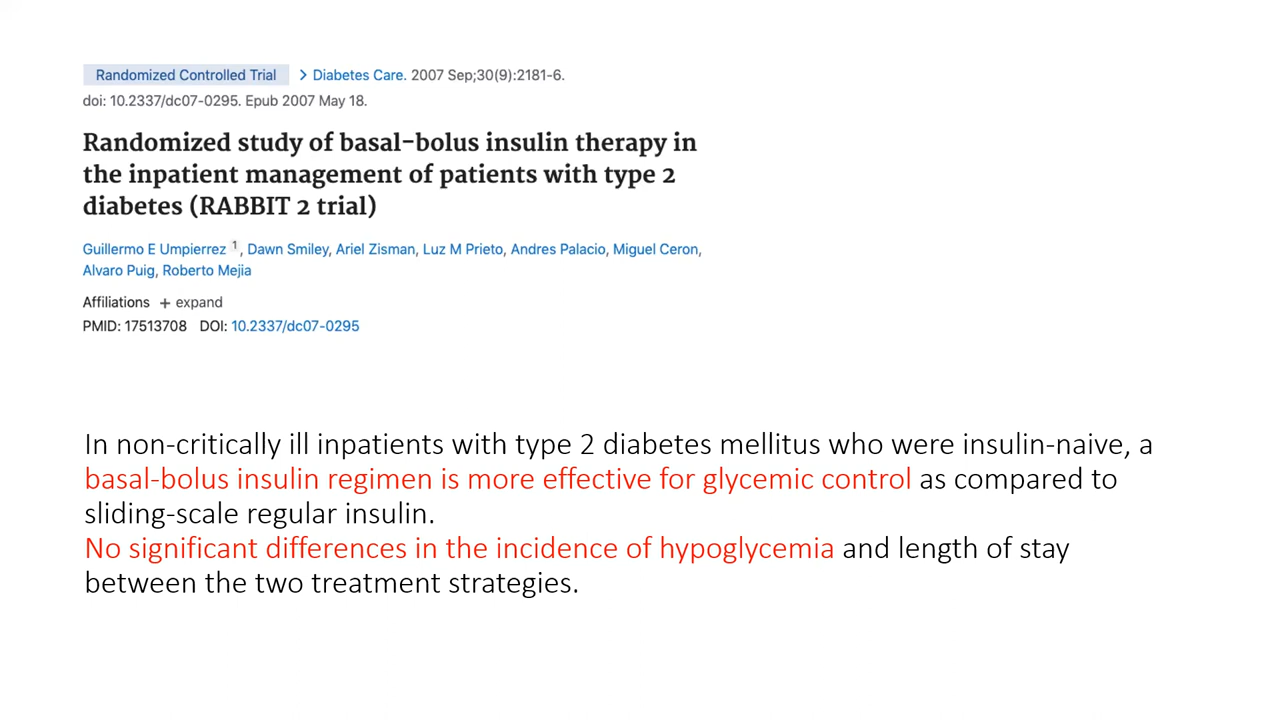 Randomized Controlled Trial > Diabetes Care. 2007 Sep;30(9):2181-6.
doi: 10.2337/dc07-0295. Epub 2007 May 18.
Randomized study of basal-bolus insulin therapy in
the inpatient management of patients with type 2
diabetes (RABBIT 2 trial)
Guillermo E Umpierrez 1, Dawn Smiley, Ariel Zisman, Luz M Prieto, Andres Palacio, Miguel Ceron,
Alvaro Puig, Roberto Mejia
Affiliations + expand
PMID: 17513708 DOI: 10.2337/dc07-0295
In non-critically ill inpatients with type 2 diabetes mellitus who were insulin-naive, a
basal-bolus insulin regimen is more effective for glycemic control as compared to
sliding-scale regular insulin.
No significant differences in the incidence of hypoglycemia and length of stay
between the two treatment strategies.